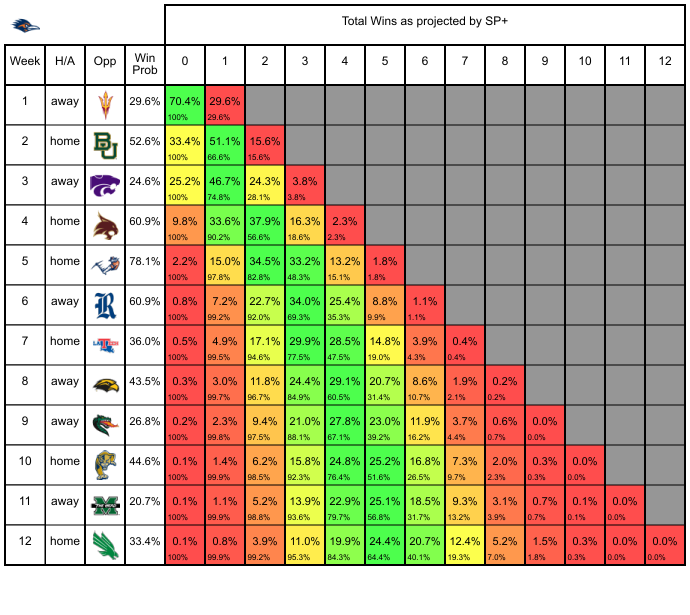 Total Wins as projected by SP+
Week H/A Opp Win Prob 0 1 2 3 4 5 6 7 8 9 10 11 12
1 away 29.6% 70.4% 29.6%
100% 29.6%
2 home BU 52.6% 33.4% 51.1% 15.6%
100% 66.6% 15.6%
3 away 24.6% 25.2% 46.7% 24.3% 3.8%
100% 74.8% 28.1% 3.8%
4 home 60.9% 9.8% 33.6% 37.9% 16.3% 2.3%
100% 90.2% 56.6% 18.6% 2.3%
5 home 78.1% 2.2% 15.0% 34.5% 33.2% 13.2% 1.8%
100% 97.8% 82.8% 48.3% 15.1% 1.8%
6 away R 60.9% 0.8% 7.2% 22.7% 34.0% 25.4% 8.8% 1.1%
100% 99.2% 92.0% 69.3% 35.3% 9.9% 1.1%
7 home 36.0% 0.5% 4.9% 17.1% 29.9% 28.5% 14.8% 3.9% 0.4%
100% 99.5% 94.6% 77.5% 47.5% 19.0% 4.3% 0.4%
8 away 43.5% 0.3% 3.0% 11.8% 24.4% 29.1% 20.7% 8.6% 1.9% 0.2%
100% 99.7% 96.7% 84.9% 60.5% 31.4% 10.7% 2.1% 0.2%
9 away 26.8% 0.2% 2.3% 9.4% 21.0% 27.8% 23.0% 11.9% 3.7% 0.6% 0.0%
100% 99.8% 97.5% 88.1% 67.1% 39.2% 16.2% 4.4% 0.7% 0.0%
10 home 44.6% 0.1% 1.4% 6.2% 15.8% 24.8% 25.2% 16.8% 7.3% 2.0% 0.3% 0.0%
100% 99.9% 98.5% 92.3% 76.4% 51.6% 26.5% 9.7% 2.3% 0.3% 0.0%
11 away M 20.7% 0.1% 1.1% 5.2% 13.9% 22.9% 25.1% 18.5% 9.3% 3.1% 0.7% 0.1% 0.0%
100% 99.9% 98.8% 93.6% 79.7% 56.8% 31.7% 13.2% 3.9% 0.7% 0.1% 0.0%
12 home 33.4% 0.1% 0.8% 3.9% 11.0% 19.9% 24.4% 20.7% 12.4% 5.2% 1.5% 0.3% 0.0% 0.0%
100% 99.9% 99.2% 95.3% 84.3% 64.4% 40.1% 19.3% 7.0% 1.8% 0.3% 0.0% 0.0%